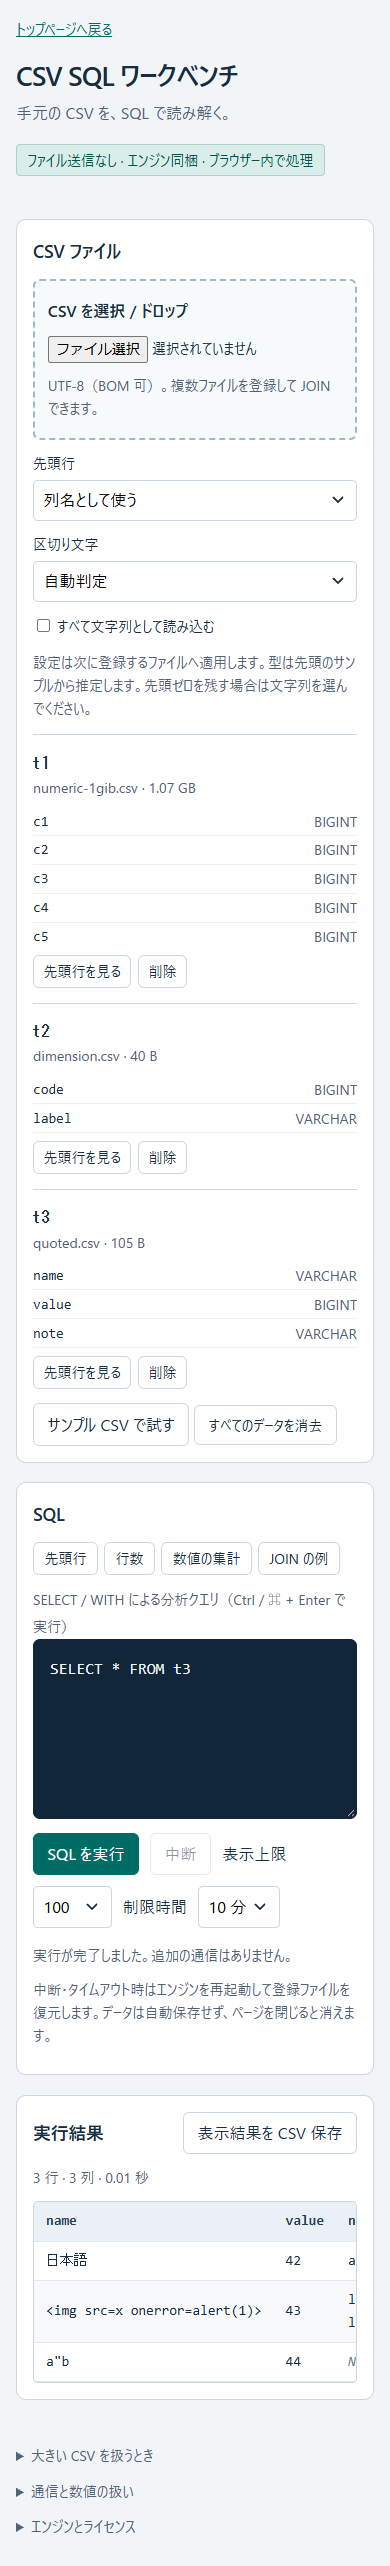 トップページへ戻る
CSV SQL ワークベンチ
手元の CSV を、SQL で読み解く。
ファイル送信なし · エンジン同梱 · ブラウザー内で処理
CSV ファイル
CSV を選択 / ドロップ
ファイル選択 選択されていません
UTF-8（BOM 可）。複数ファイルを登録して JOIN
できます。
先頭行
列名として使う
区切り文字
自動判定
すべて文字列として読み込む
設定は次に登録するファイルへ適用します。型は先頭のサン
プルから推定します。先頭ゼロを残す場合は文字列を選ん
でください。
t1
numeric-1gib.csv · 1.07 GB
c1 BIGINT
c2 BIGINT
c3 BIGINT
c4 BIGINT
c5 BIGINT
先頭行を見る 削除
t2
dimension.csv · 40 B
code BIGINT
label VARCHAR
先頭行を見る 削除
t3
quoted.csv · 105 B
name VARCHAR
value BIGINT
note VARCHAR
先頭行を見る 削除
サンプル CSV で試す すべてのデータを消去
SQL
先頭行 行数 数値の集計 JOIN の例
SELECT / WITH による分析クエリ（Ctrl / ⌘ + Enter で
実行）
SELECT * FROM t3
SQL を実行 中断 表示上限
100 制限時間 10 分
実行が完了しました。追加の通信はありません。
中断・タイムアウト時はエンジンを再起動して登録ファイルを
復元します。データは自動保存せず、ページを閉じると消えま
す。
実行結果 表示結果を CSV 保存
3 行 · 3 列 · 0.01 秒
name value n
日本語 42 a
<img src=x onerror=alert(1)> 43 l
l
a"b 44 N
▶ 大きい CSV を扱うとき
▶ 通信と数値の扱い
▶ エンジンとライセンス